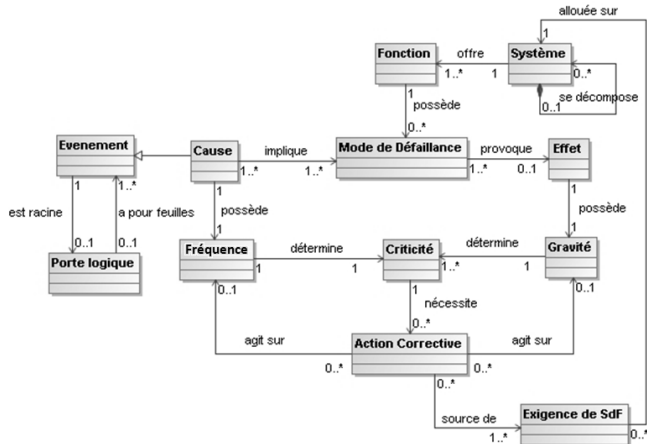 allouée sur
1
Fonction
offre
Système
1..*
1
0..*
0..1
se décompose
1
possède
0..*
Evenement
Cause
implique
Mode de Défaillance
provoque
Effet
1
1..*
1..*
1..*
1..*
0..1
1
1
est racine
a pour feuilles
possède
possède
0..1
0..1
1
1
Porte logique
Fréquence
détermine
Criticité
détermine
Gravité
1
1
1..*
1
0..1
1
0..1
nécessite
0..*
agit sur
Action Corrective
agit sur
0..*
0..*
0..*
source de
Exigence de SdF
1..*
0..*